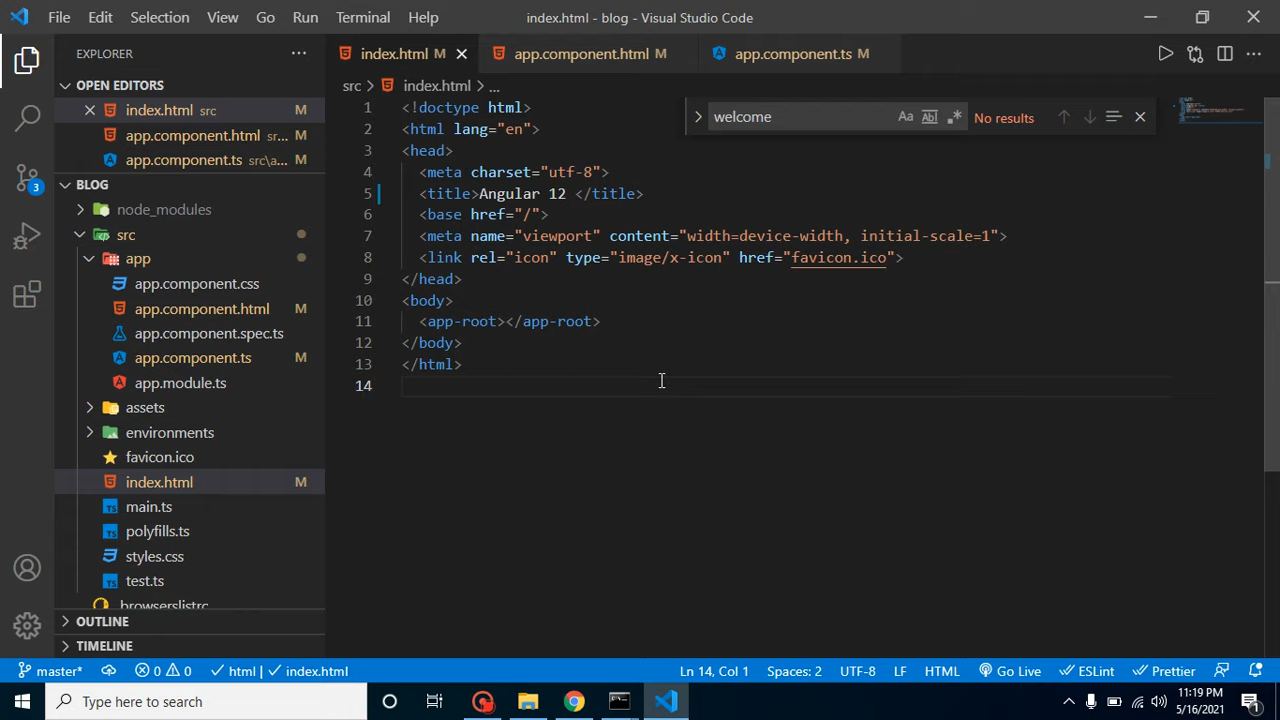 File Edit Selection View Go Run Terminal Help index.html - blog - Visual Studio Code
EXPLORER
index.html M
app.component.html M
app.component.ts M
OPEN EDITORS
index.html src M
app.component.html sr... M
app.component.ts src\a... M
BLOG
node_modules
src
app
app.component.css
app.component.html M
app.component.spec.ts
app.component.ts M
app.module.ts
assets
environments
favicon.ico
index.html M
main.ts
polyfills.ts
styles.css
test.ts
browserslistrc
OUTLINE
TIMELINE
3
src > index.html > ...
welcome Aa Abl No results
1 <!doctype html>
2 <html lang="en">
3 <head>
4 <meta charset="utf-8">
5 <title>Angular 12 </title>
6 <base href="/">
7 <meta name="viewport" content="width=device-width, initial-scale=1">
8 <link rel="icon" type="image/x-icon" href="favicon.ico">
9 </head>
10 <body>
11 <app-root></app-root>
12 </body>
13 </html>
14
master* 0 0 html | index.html Ln 14, Col 1 Spaces: 2 UTF-8 LF HTML Go Live ESLint Prettier
Type here to search
11:19 PM
5/16/2021
1